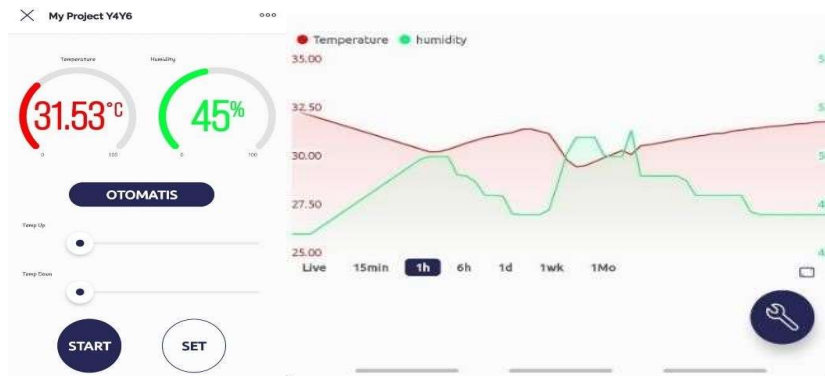 My Project Y4Y6
Temperature
Humidity
31.53°C
45%
0 100
0 100
OTOMATIS
Temp Up
Temp Down
START
SET
Temperature humidity
35.00
32.50
30.00
27.50
25.00
Live 15min 1h 6h 1d 1wk 1Mo